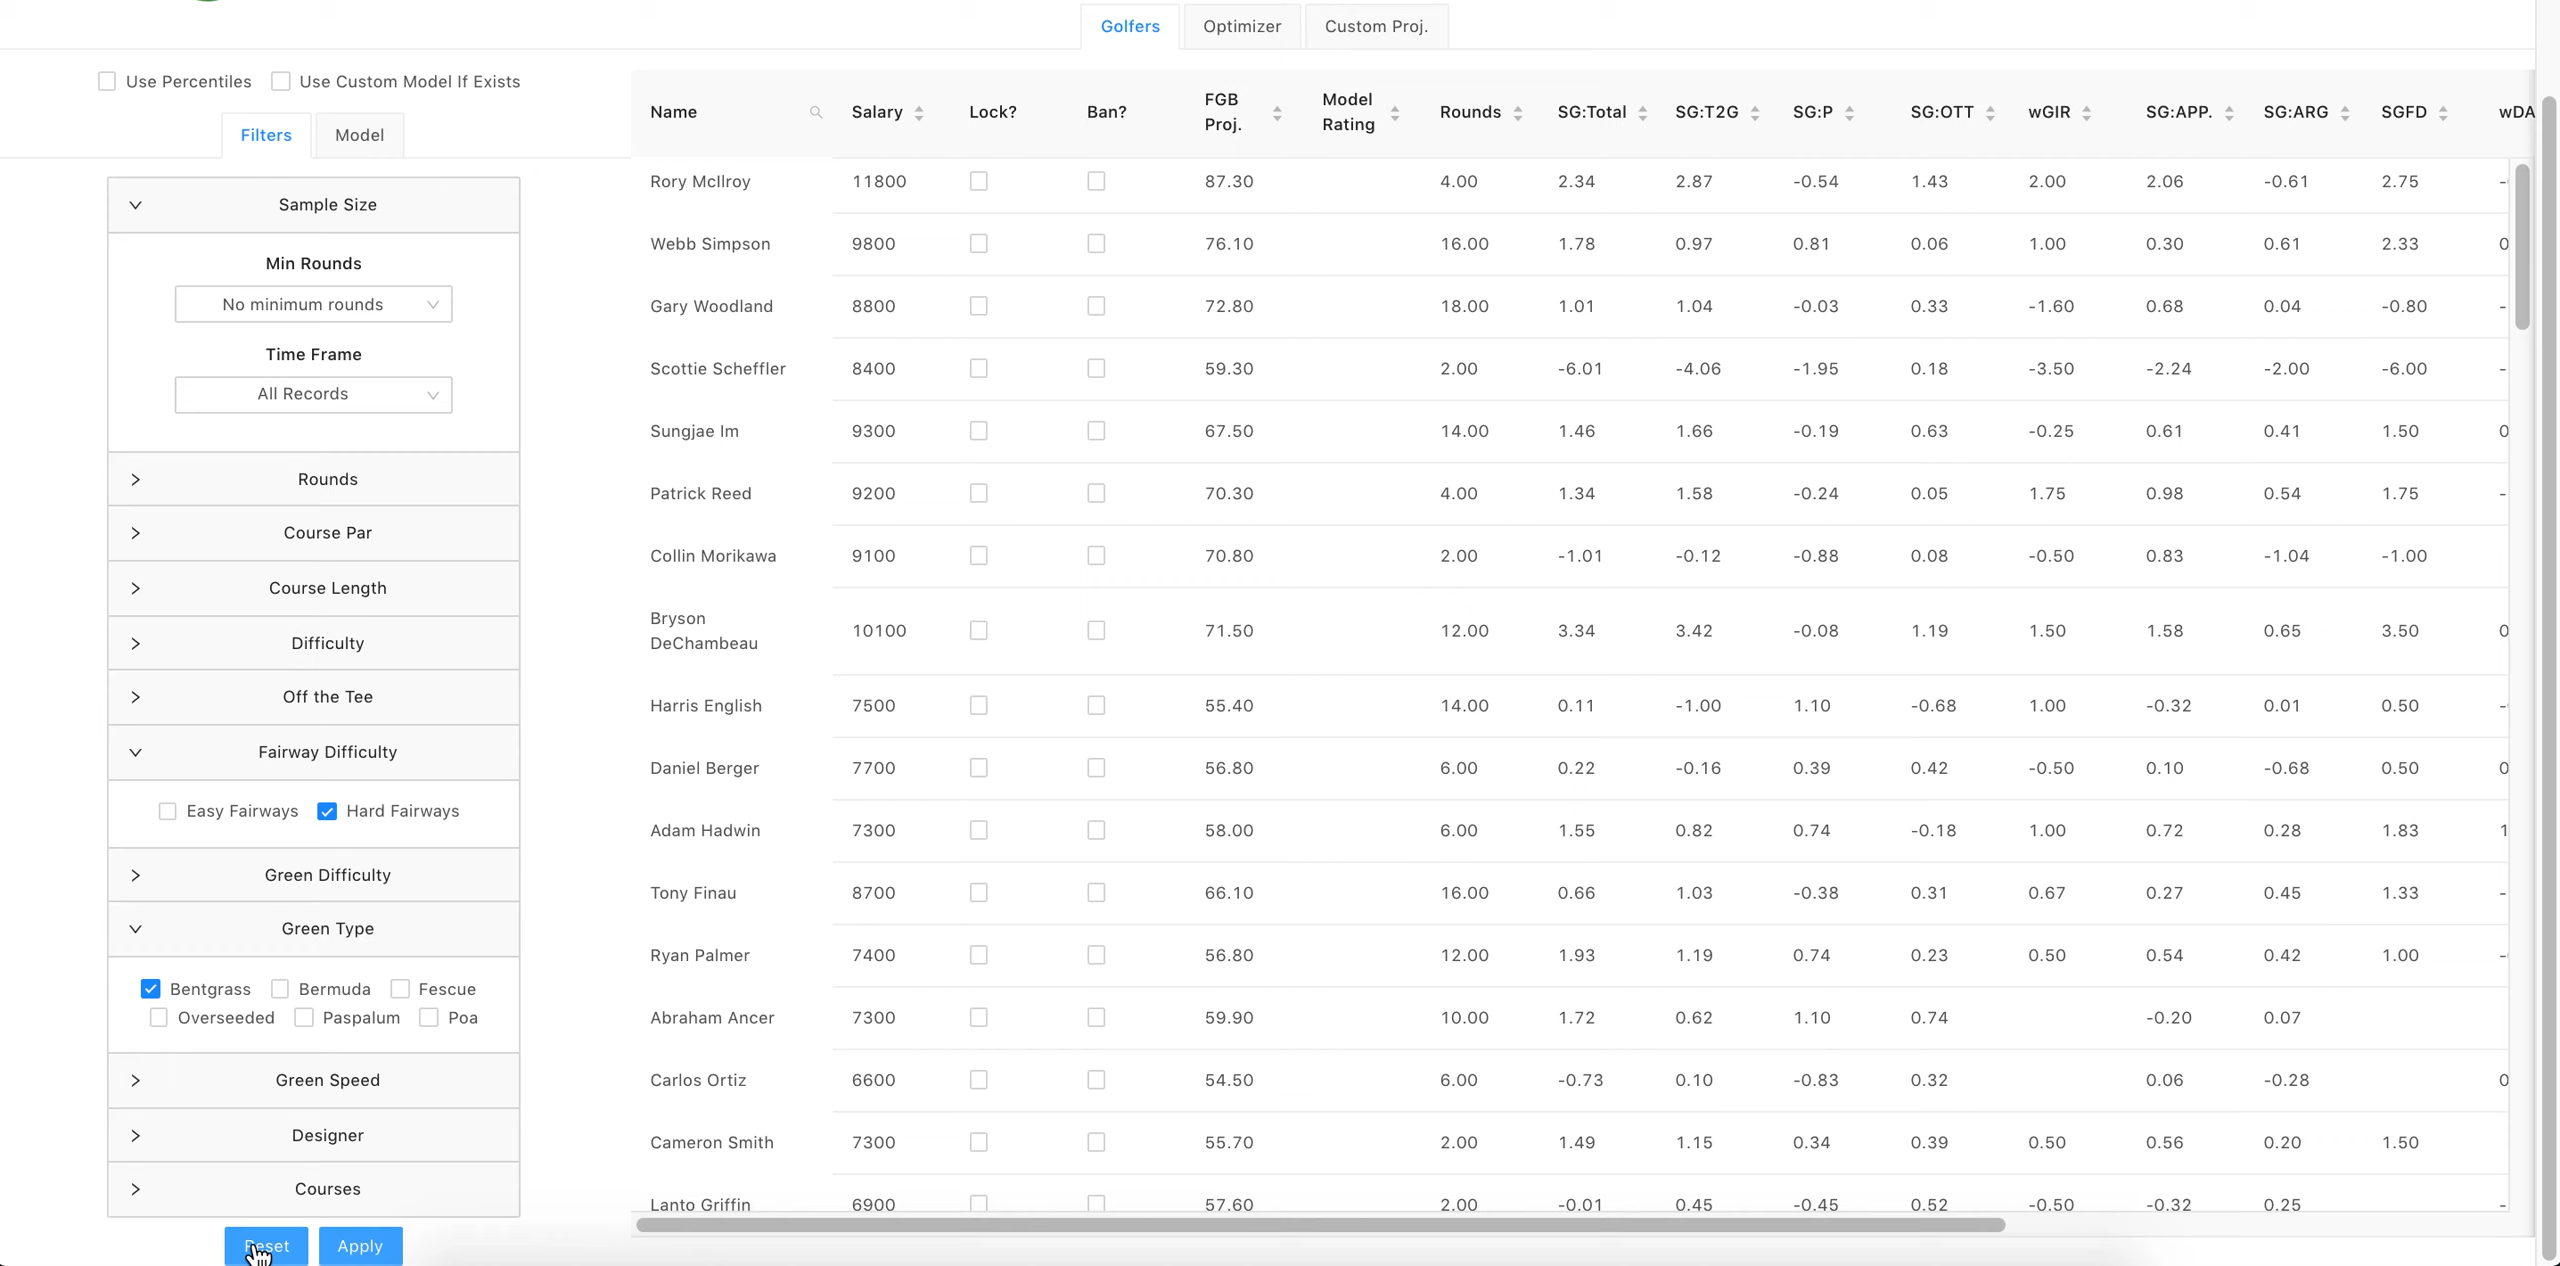 Golfers Optimizer Custom Proj.
Use Percentiles Use Custom Model If Exists
Filters Model
Sample Size
Min Rounds
No minimum rounds
Time Frame
All Records
Rounds
Course Par
Course Length
Difficulty
Off the Tee
Fairway Difficulty
Easy Fairways Hard Fairways
Green Difficulty
Green Type
Bentgrass Bermuda Fescue
Overseeded Paspalum Poa
Green Speed
Designer
Courses
Reset Apply
Name Salary Lock? Ban? FGB Proj. Model Rating Rounds SG:Total SG:T2G SG:P SG:OTT wGIR SG:APP. SG:ARG SGFD wDA
Rory McIlroy 11800 87.30 4.00 2.34 2.87 -0.54 1.43 2.00 2.06 -0.61 2.75 -
Webb Simpson 9800 76.10 16.00 1.78 0.97 0.81 0.06 1.00 0.30 0.61 2.33 0
Gary Woodland 8800 72.80 18.00 1.01 1.04 -0.03 0.33 -1.60 0.68 0.04 -0.80 -
Scottie Scheffler 8400 59.30 2.00 -6.01 -4.06 -1.95 0.18 -3.50 -2.24 -2.00 -6.00 -
Sungjae Im 9300 67.50 14.00 1.46 1.66 -0.19 0.63 -0.25 0.61 0.41 1.50 0
Patrick Reed 9200 70.30 4.00 1.34 1.58 -0.24 0.05 1.75 0.98 0.54 1.75 -
Collin Morikawa 9100 70.80 2.00 -1.01 -0.12 -0.88 0.08 -0.50 0.83 -1.04 -1.00
Bryson DeChambeau 10100 71.50 12.00 3.34 3.42 -0.08 1.19 1.50 1.58 0.65 3.50 0
Harris English 7500 55.40 14.00 0.11 -1.00 1.10 -0.68 1.00 -0.32 0.01 0.50 -
Daniel Berger 7700 56.80 6.00 0.22 -0.16 0.39 0.42 -0.50 0.10 -0.68 0.50 0
Adam Hadwin 7300 58.00 6.00 1.55 0.82 0.74 -0.18 1.00 0.72 0.28 1.83 1
Tony Finau 8700 66.10 16.00 0.66 1.03 -0.38 0.31 0.67 0.27 0.45 1.33 -
Ryan Palmer 7400 56.80 12.00 1.93 1.19 0.74 0.23 0.50 0.54 0.42 1.00 -
Abraham Ancer 7300 59.90 10.00 1.72 0.62 1.10 0.74 -0.20 0.07
Carlos Ortiz 6600 54.50 6.00 -0.73 0.10 -0.83 0.32 0.06 -0.28 0
Cameron Smith 7300 55.70 2.00 1.49 1.15 0.34 0.39 0.50 0.56 0.20 1.50
Lanto Griffin 6900 57.60 2.00 -0.01 0.45 -0.45 0.52 -0.50 -0.32 0.25 -